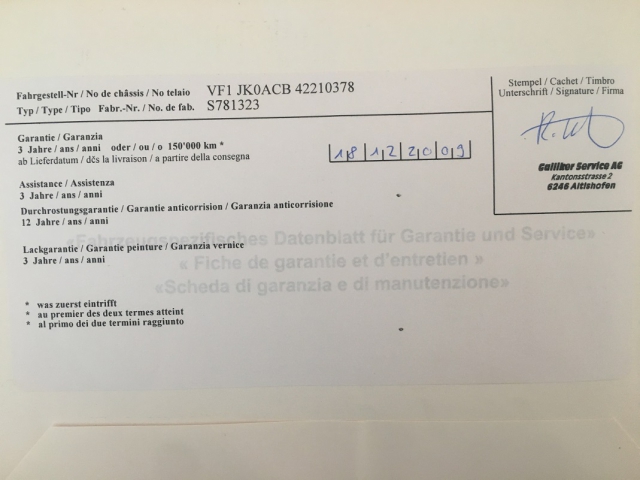 Fahrgestell-Nr / No de châssis / No telaio VF1 JK0ACB 42210378
Typ / Type / Tipo Fabr.-Nr. / No. de fab. S781323
Stempel / Cachet / Timbro
Unterschrift / Signature / Firma
Galliker Service AG
Kantonsstrasse 2
6246 Altishofen
Garantie / Garanzia
3 Jahre / ans / anni oder / ou / o 150'000 km *
ab Lieferdatum / dčs la livraison / a partire della consegna
18122009
Assistance / Assistenza
3 Jahre / ans / anni
Durchrostungsgarantie / Garantie anticorrision / Garanzia anticorrisione
12 Jahre / ans / anni
Lackgarantie / Garantie peinture / Garanzia vernice
3 Jahre / ans / anni
«Fahrzeugspezifisches Datenblatt für Garantie und Service»
« Fiche de garantie et d'entretien »
«Scheda di garanzia e di manutenzione»
* was zuerst eintrifft
* au premier des deux termes atteint
* al primo dei due termini raggiunto